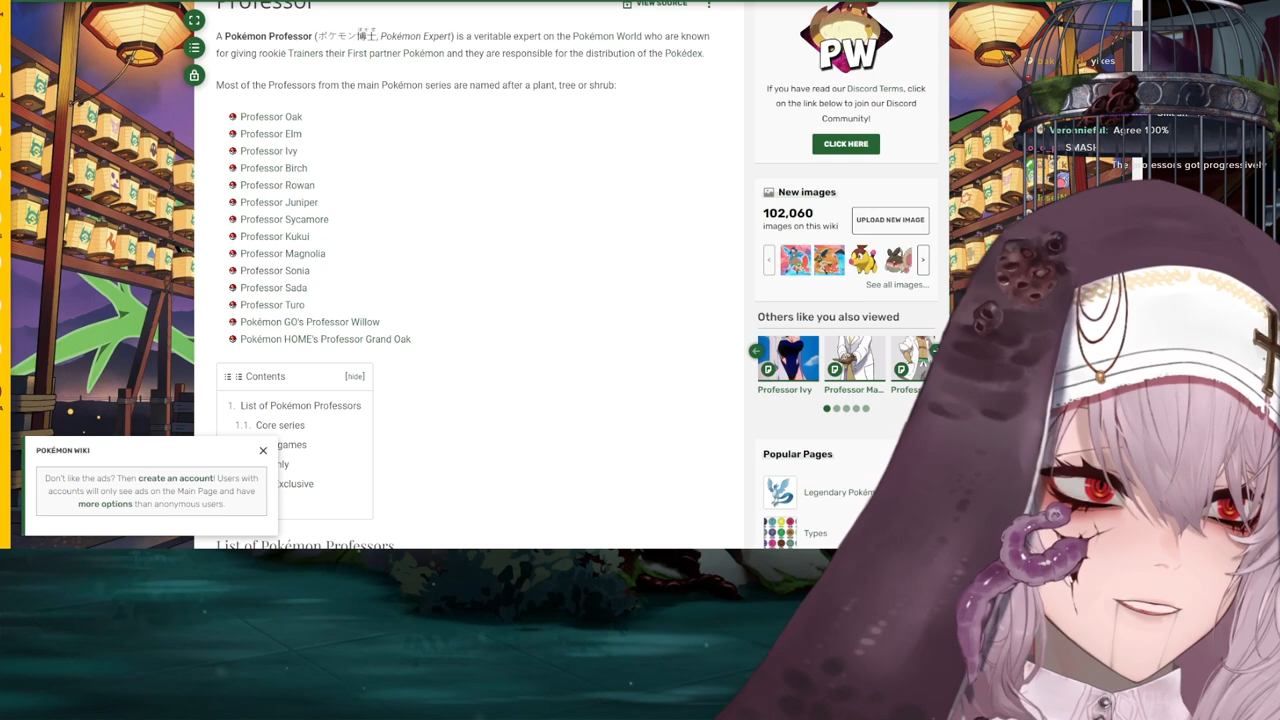 Professor
VIEW SOURCE
A Pokémon Professor (ポケモン博士, Pokémon Expert) is a veritable expert on the Pokémon World who are known
for giving rookie Trainers their First partner Pokémon and they are responsible for the distribution of the Pokédex.
Most of the Professors from the main Pokémon series are named after a plant, tree or shrub:
Professor Oak
Professor Elm
Professor Ivy
Professor Birch
Professor Rowan
Professor Juniper
Professor Sycamore
Professor Kukui
Professor Magnolia
Professor Sonia
Professor Sada
Professor Turo
Pokémon GO's Professor Willow
Pokémon HOME's Professor Grand Oak
Contents [hide]
1. List of Pokémon Professors
1.1. Core series
games
nly
xclusive
List of Pokémon Professors
POKÉMON WIKI
Don't like the ads? Then create an account! Users with
accounts will only see ads on the Main Page and have
more options than anonymous users.
PW
If you have read our Discord Terms, click
on the link below to join our Discord
Community!
CLICK HERE
New images
102,060
images on this wiki
UPLOAD NEW IMAGE
See all images...
Others like you also viewed
Professor Ivy
Professor Ma...
Profess
Popular Pages
Legendary Pokém
Types
yikes
Veronnieful: Agree 100%
SMASH
The professors got progressively